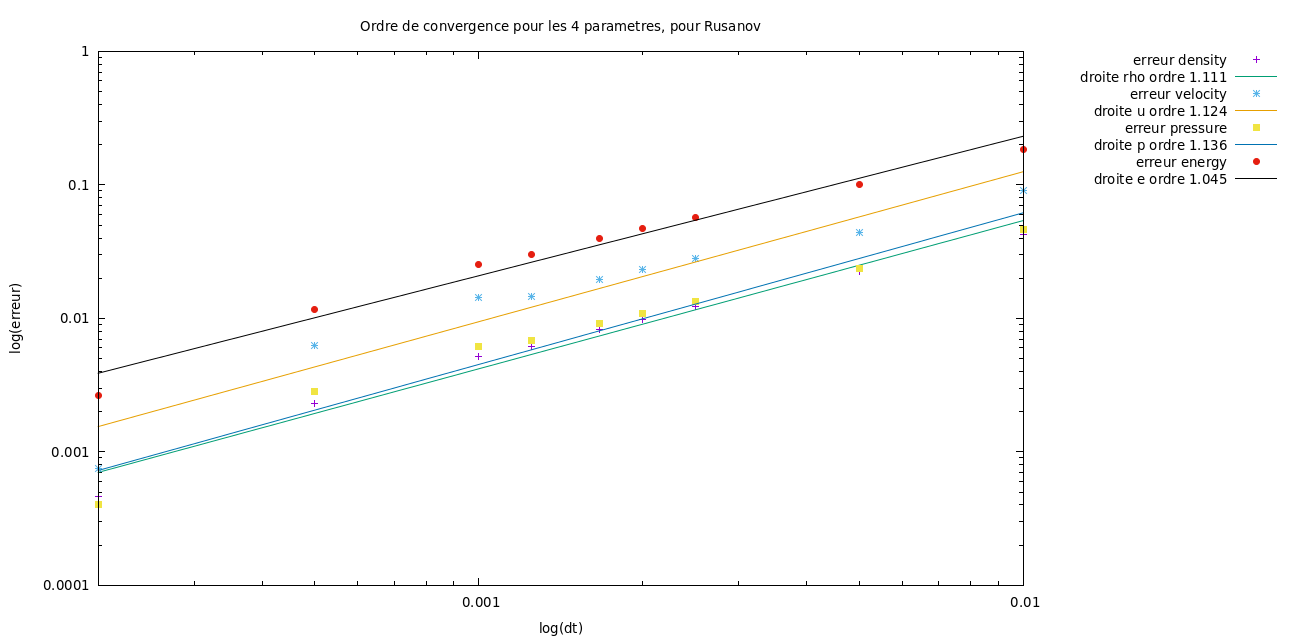 Ordre de convergence pour les 4 parametres, pour Rusanov
1
0.1
0.01
0.001
0.0001
log(erreur)
0.001
0.01
log(dt)
erreur density
droite rho ordre 1.111
erreur velocity
droite u ordre 1.124
erreur pressure
droite p ordre 1.136
erreur energy
droite e ordre 1.045